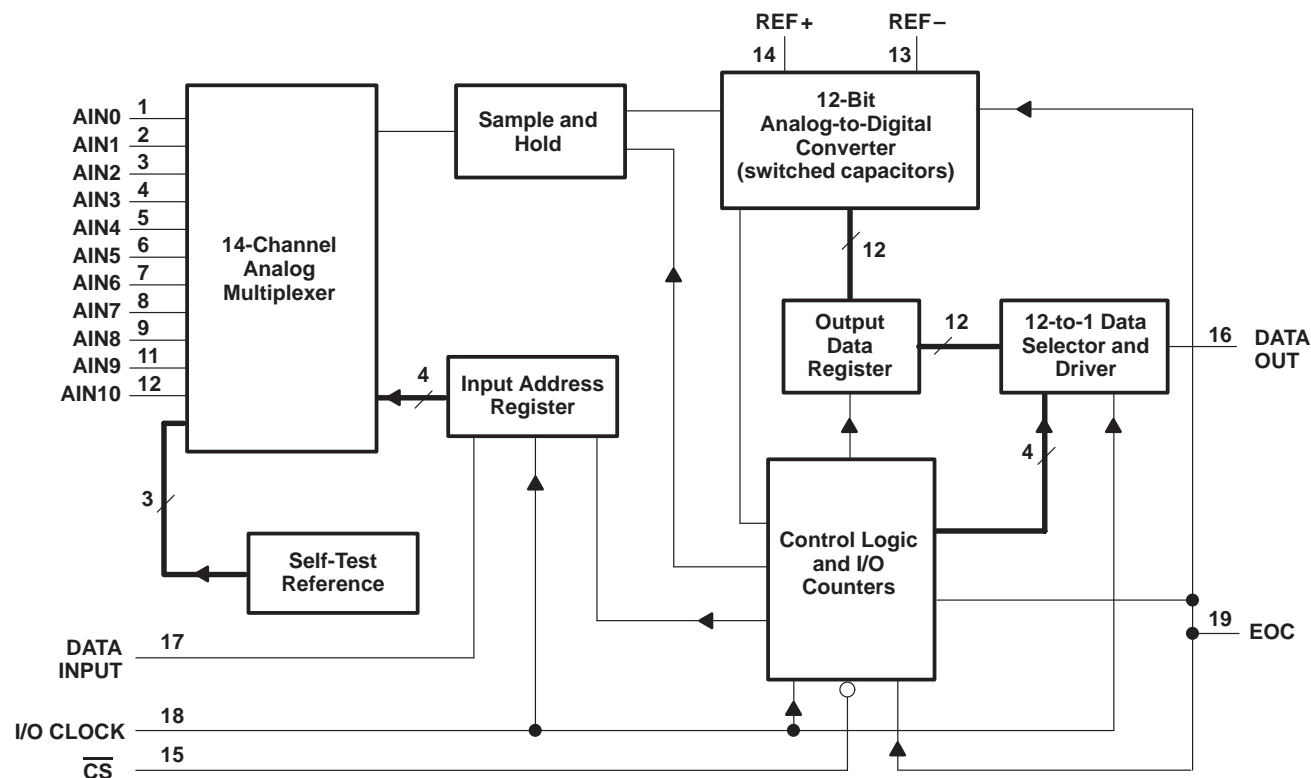 REF+
REF–
14
13
12-Bit
Analog-to-Digital
Converter
(switched capacitors)
Sample and
Hold
AIN0
1
AIN1
2
AIN2
3
AIN3
4
AIN4
5
AIN5
6
AIN6
7
AIN7
8
AIN8
9
AIN9
11
AIN10
12
14-Channel
Analog
Multiplexer
12
Output
Data
Register
12
12-to-1 Data
Selector and
Driver
16
DATA
OUT
4
Input Address
Register
4
3
Self-Test
Reference
Control Logic
and I/O
Counters
19
EOC
DATA
INPUT
17
I/O CLOCK
18
CS
15